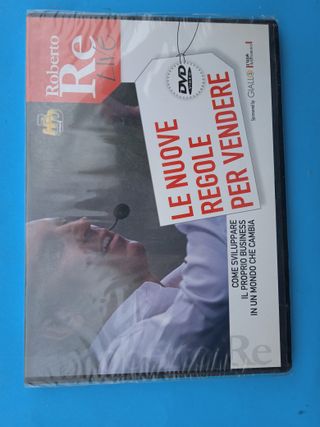 Roberto
Re
LIVE
DVD
VIDEO
LE NUOVE
REGOLE
PER VENDERE
COME SVILUPPARE
IL PROPRIO BUSINESS
IN UN MONDO CHE CAMBIA
Re